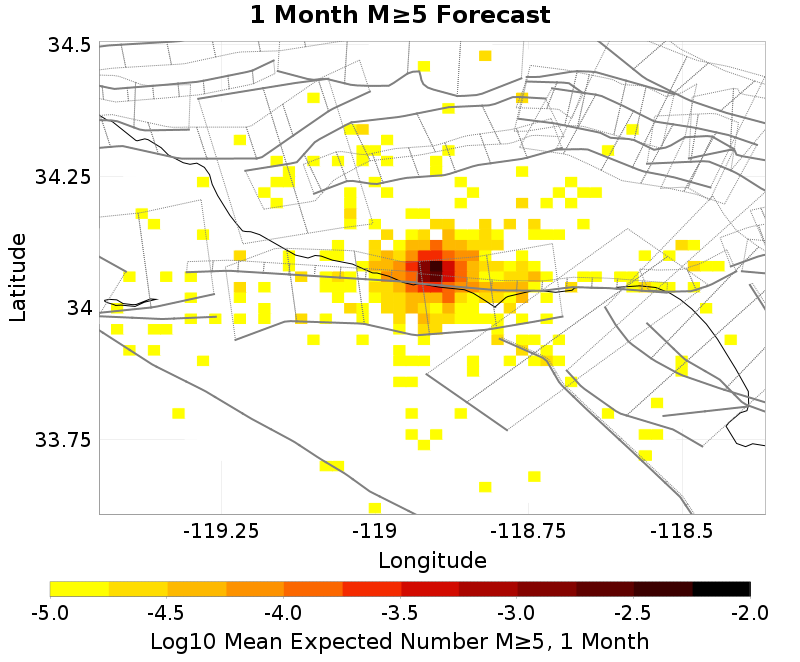 1 Month M≥5 Forecast
34.5
34.25
34
33.75
Latitude
-119.25 -119 -118.75 -118.5
Longitude
-5.0 -4.5 -4.0 -3.5 -3.0 -2.5 -2.0
Log10 Mean Expected Number M≥5, 1 Month